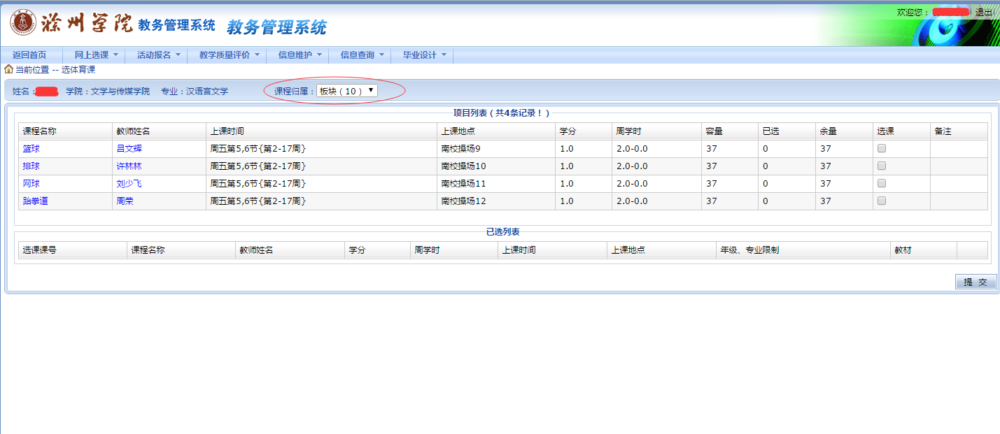 滁州学院 教务管理系统 教务管理系统 欢迎您： 退出
返回首页 网上选课 活动报名 教学质量评价 信息维护 信息查询 毕业设计
当前位置 -- 选体育课
姓名： 学院：文学与传媒学院 专业：汉语言文学 课程归属：板块（10）
项目列表（共4条记录！）
课程名称 教师姓名 上课时间 上课地点 学分 周学时 容量 已选 余量 选课 备注
篮球 吕文辉 周五第5,6节{第2-17周} 南校操场9 1.0 2.0-0.0 37 0 37
排球 许林林 周五第5,6节{第2-17周} 南校操场10 1.0 2.0-0.0 37 0 37
网球 刘少飞 周五第5,6节{第2-17周} 南校操场11 1.0 2.0-0.0 37 0 37
跆拳道 周荣 周五第5,6节{第2-17周} 南校操场12 1.0 2.0-0.0 37 0 37
已选列表
选课课号 课程名称 教师姓名 学分 周学时 上课时间 上课地点 年级、专业限制 教材
提 交